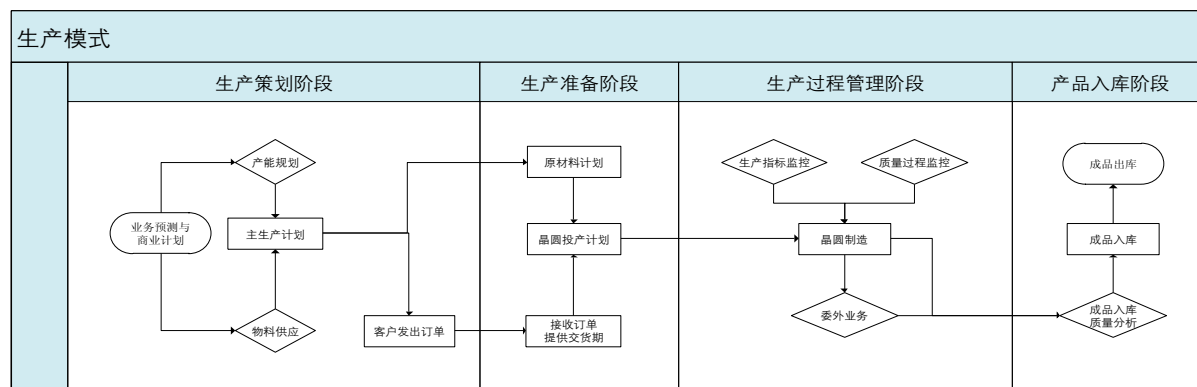 生产模式
生产策划阶段
生产准备阶段
生产过程管理阶段
产品入库阶段
产能规划
业务预测与
商业计划
主生产计划
物料供应
客户发出订单
原材料计划
晶圆投产计划
接收订单
提供交货期
生产指标监控
质量过程监控
晶圆制造
委外业务
成品出库
成品入库
成品入库
质量分析